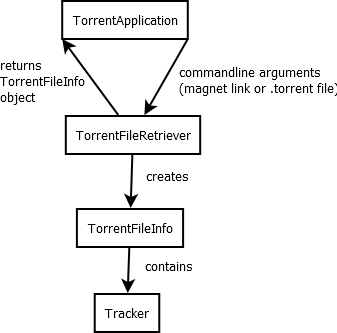 TorrentApplication
returns
TorrentFileInfo
object
commandline arguments
(magnet link or .torrent file)
TorrentFileRetriever
creates
TorrentFileInfo
contains
Tracker